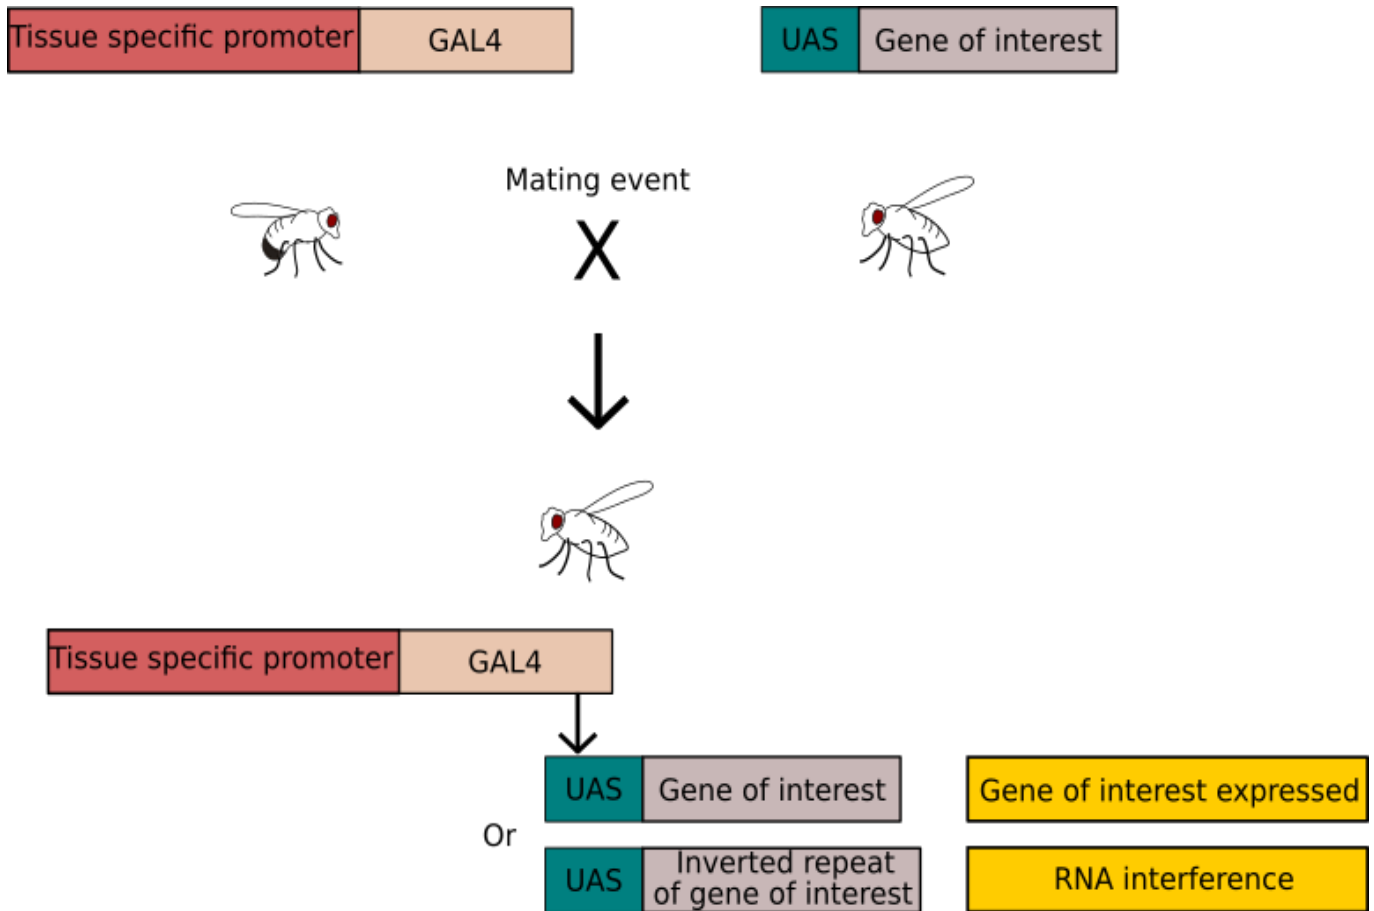 Tissue specific promoter GAL4 UAS Gene of interest
Mating event
X
Tissue specific promoter GAL4
UAS Gene of interest Gene of interest expressed
Or
UAS Inverted repeat
of gene of interest RNA interference